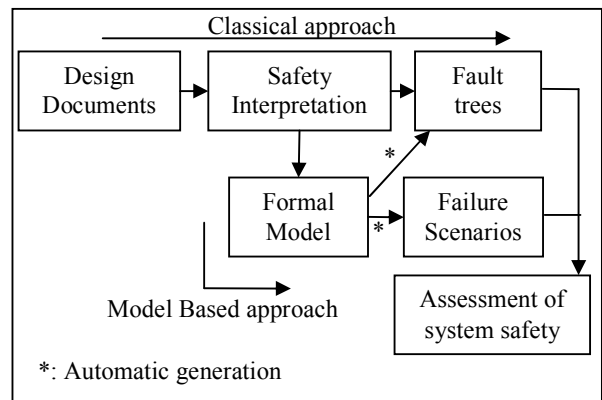 Classical approach
Design
Documents
Safety
Interpretation
Fault
trees
*
Formal
Model
*
Failure
Scenarios
Model Based approach
Assessment of
system safety
*: Automatic generation